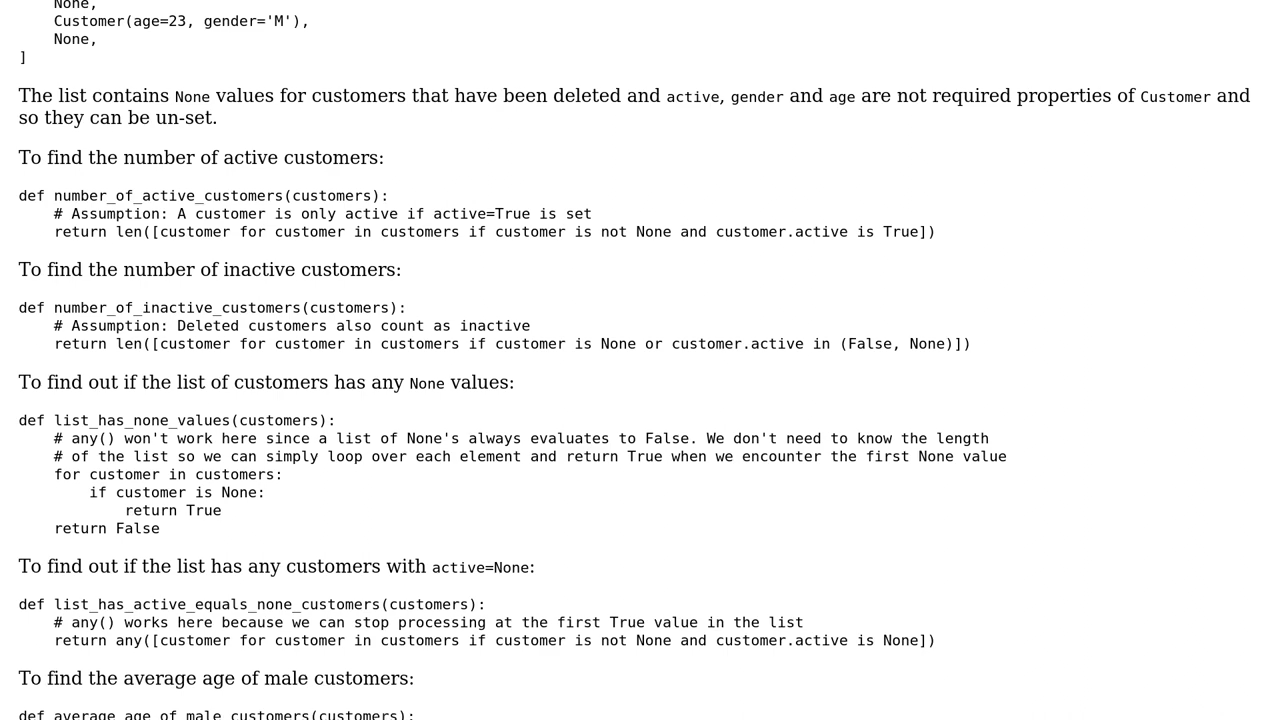 None,
    Customer(age=23, gender='M'),
    None,
]
The list contains None values for customers that have been deleted and active, gender and age are not required properties of Customer and
so they can be un-set.
To find the number of active customers:
def number_of_active_customers(customers):
    # Assumption: A customer is only active if active=True is set
    return len([customer for customer in customers if customer is not None and customer.active is True])
To find the number of inactive customers:
def number_of_inactive_customers(customers):
    # Assumption: Deleted customers also count as inactive
    return len([customer for customer in customers if customer is None or customer.active in (False, None)])
To find out if the list of customers has any None values:
def list_has_none_values(customers):
    # any() won't work here since a list of None's always evaluates to False. We don't need to know the length
    # of the list so we can simply loop over each element and return True when we encounter the first None value
    for customer in customers:
        if customer is None:
            return True
    return False
To find out if the list has any customers with active=None:
def list_has_active_equals_none_customers(customers):
    # any() works here because we can stop processing at the first True value in the list
    return any([customer for customer in customers if customer is not None and customer.active is None])
To find the average age of male customers:
def average_age_of_male_customers(customers):